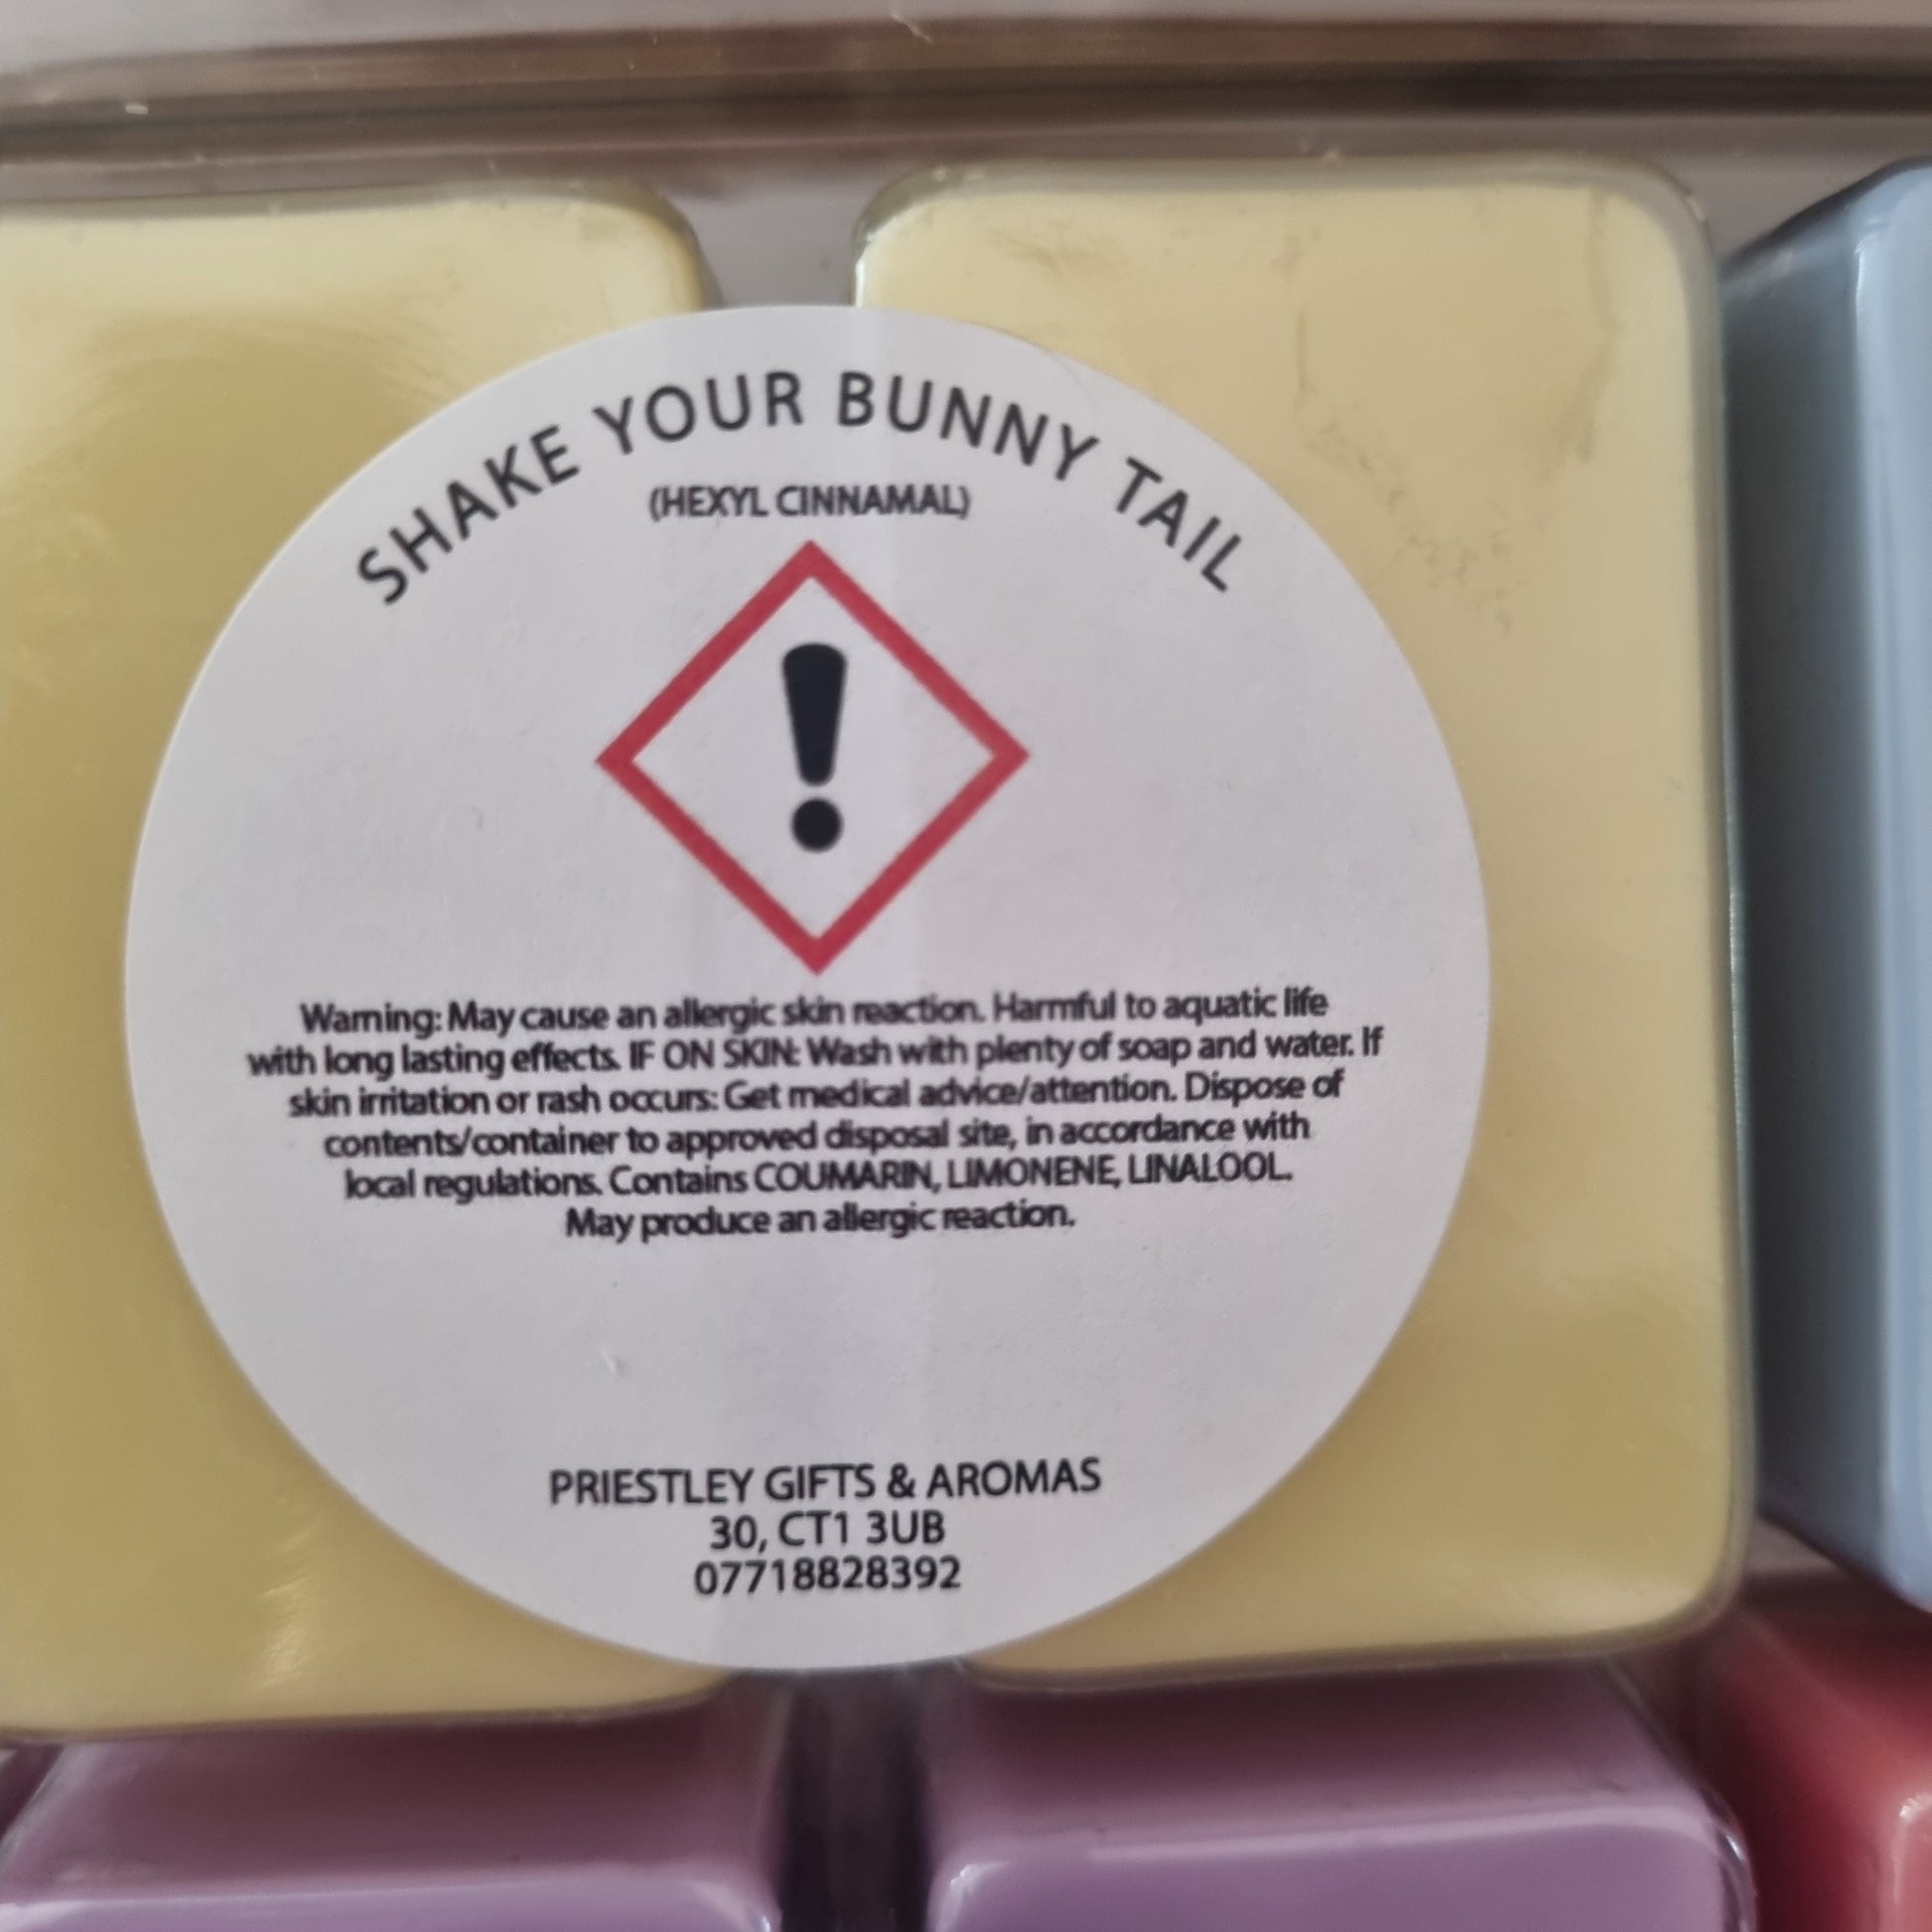 SHAKE YOUR BUNNY TAIL
(HEXYL CINNAMAL)
Warning: May cause an allergic skin reaction. Harmful to aquatic life
with long lasting effects. IF ON SKIN: Wash with plenty of soap and water. If
skin irritation or rash occurs: Get medical advice/attention. Dispose of
contents/container to approved disposal site, in accordance with
local regulations. Contains COUMARIN, LIMONENE, LINALOOL.
May produce an allergic reaction.
PRIESTLEY GIFTS & AROMAS
30, CT1 3UB
07718828392